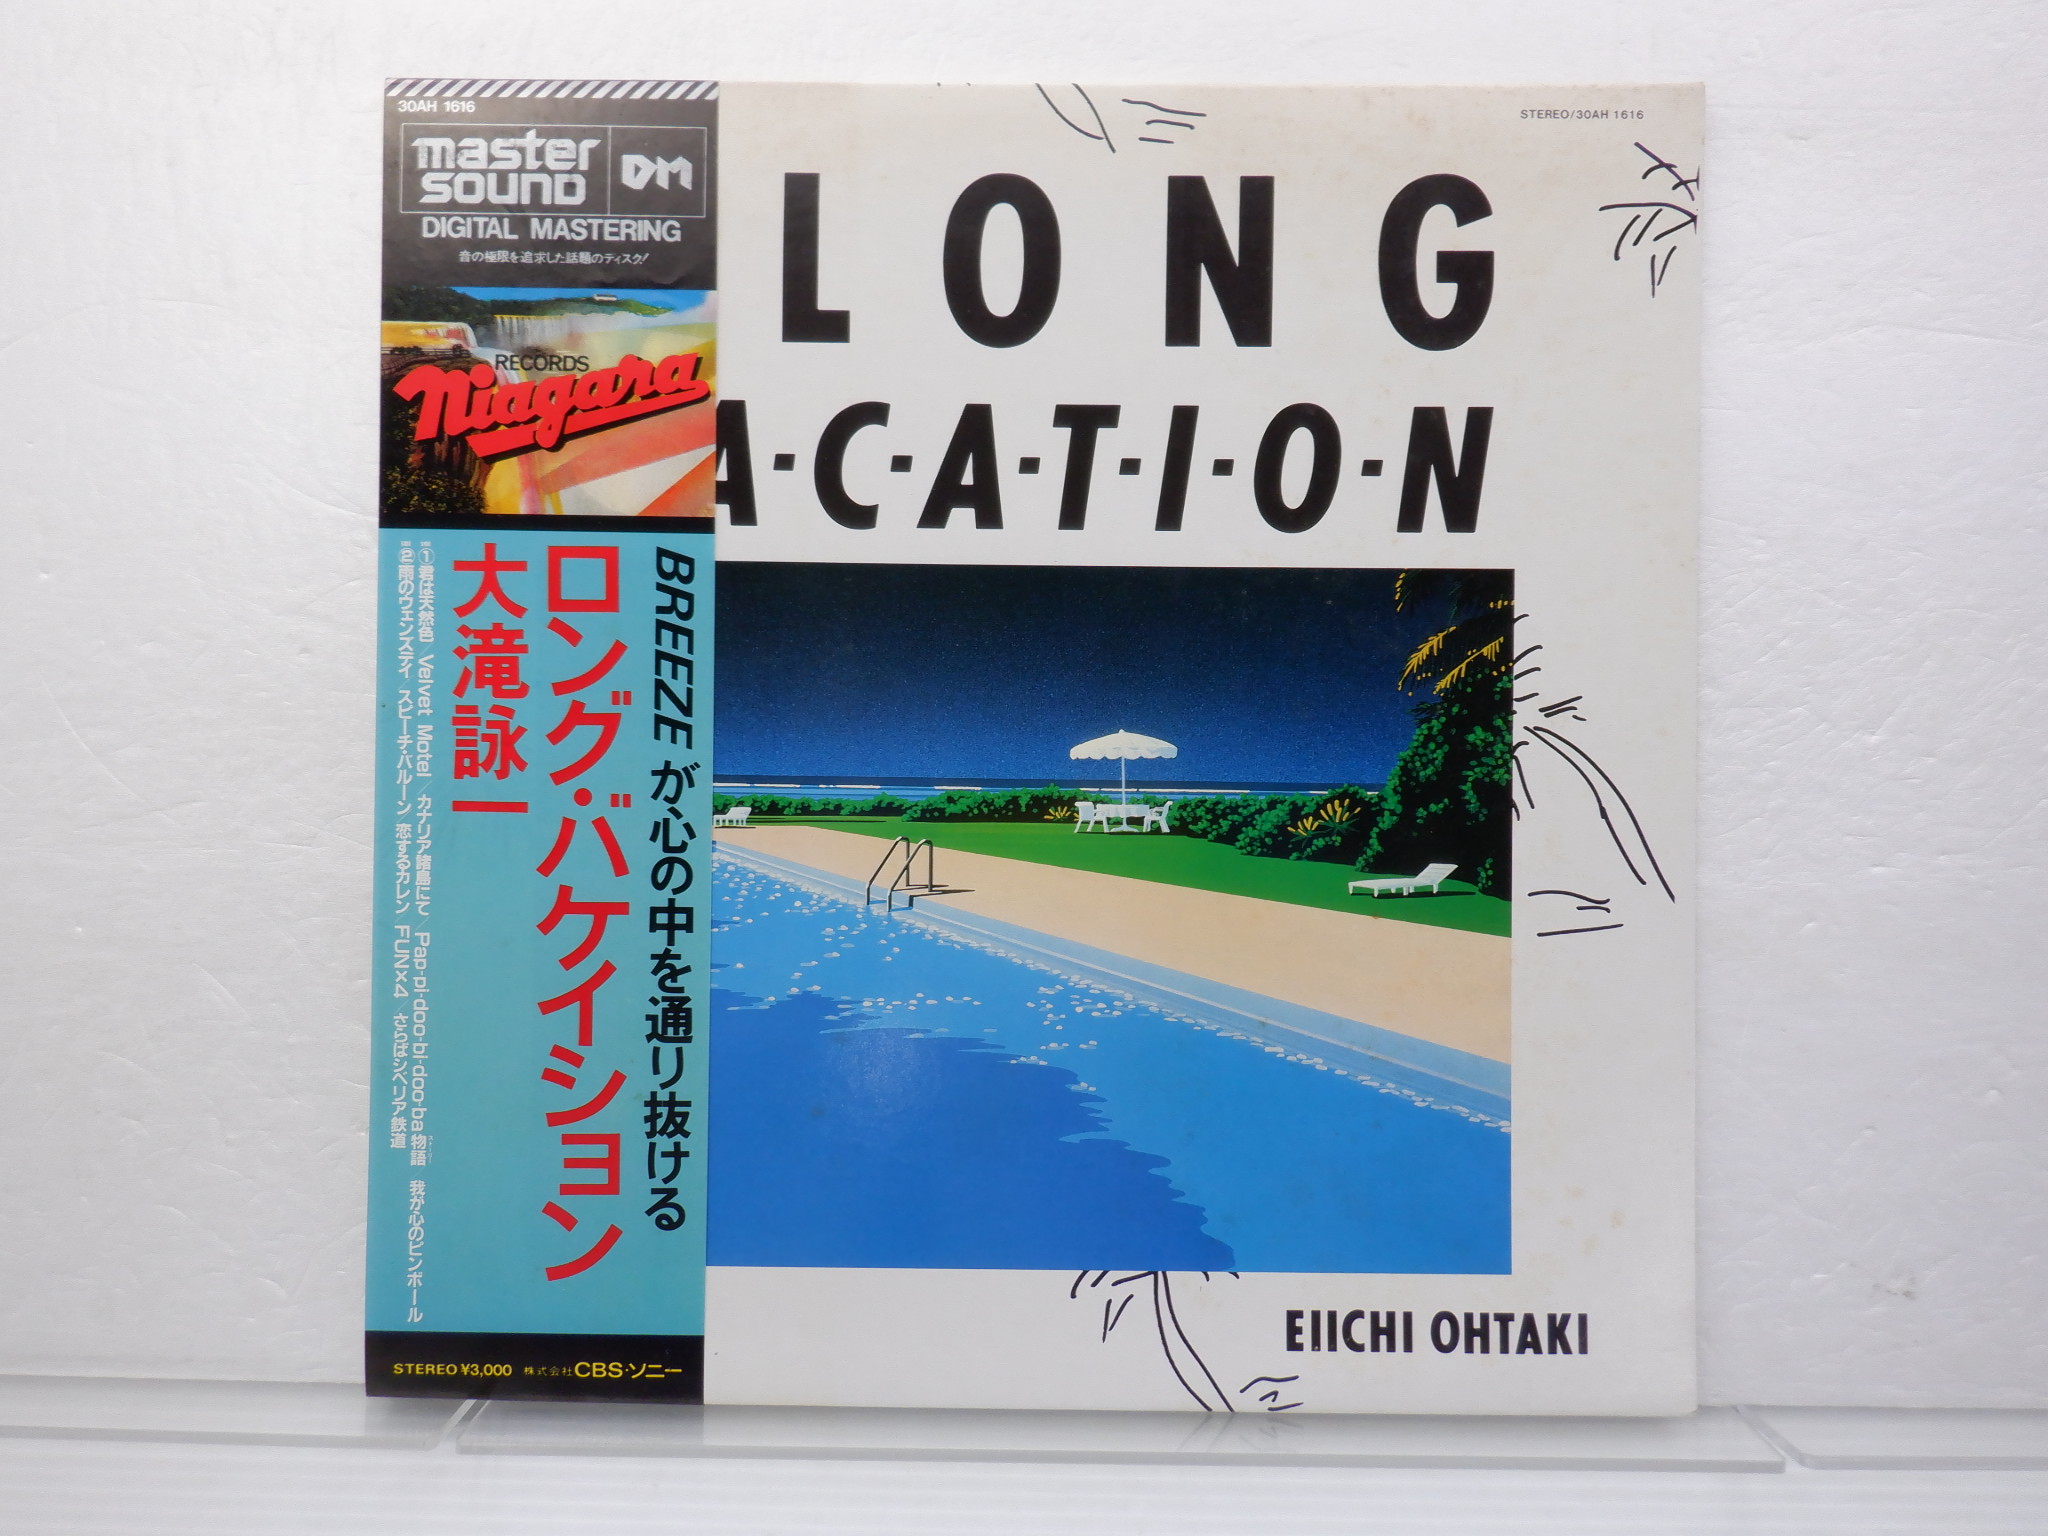 30AH 1616
master
SOUND
DM
DIGITAL MASTERING
音の極限を追求した話題のディスク!
RECORDS
Niagara
BREEZEが心の中を通り抜ける
ロング・バケイション
大滝詠一
①君は天然色/Velvet Motel/カナリア諸島にて/Pap-pi-doo-bi-doo-ba物語 我が心のピンボール
ストーリー
②雨のウェンズデイ/スピーチ・バルーン/恋するカレン FUN×4/さらばシベリア鉄道
STEREO ¥3,000 株式会社CBS・ソニー
STEREO/30AH 1616
LONG
A・C・A・T・I・O・N
EIICHI OHTAKI